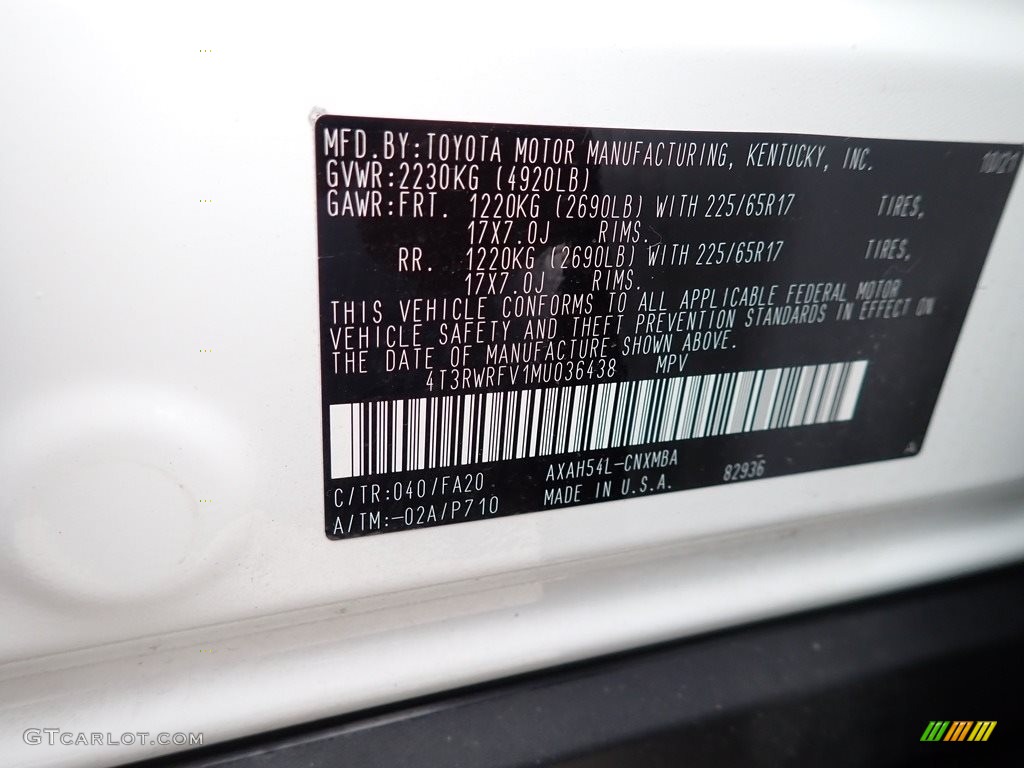 MFD.BY:TOYOTA MOTOR MANUFACTURING, KENTUCKY, INC. 10/21
GVWR:2230KG (4920LB)
GAWR:FRT. 1220KG (2690LB) WITH 225/65R17 TIRES,
17X7.0J RIMS.
RR. 1220KG (2690LB) WITH 225/65R17 TIRES,
17X7.0J RIMS.
THIS VEHICLE CONFORMS TO ALL APPLICABLE FEDERAL MOTOR
VEHICLE SAFETY AND THEFT PREVENTION STANDARDS IN EFFECT ON
THE DATE OF MANUFACTURE SHOWN ABOVE.
4T3RWRFV1MU036438 MPV
C/TR:040/FA20 AXAH54L-CNXMBA 82936
A/TM:-02A/P710 MADE IN U.S.A.
GTCARLOT.COM